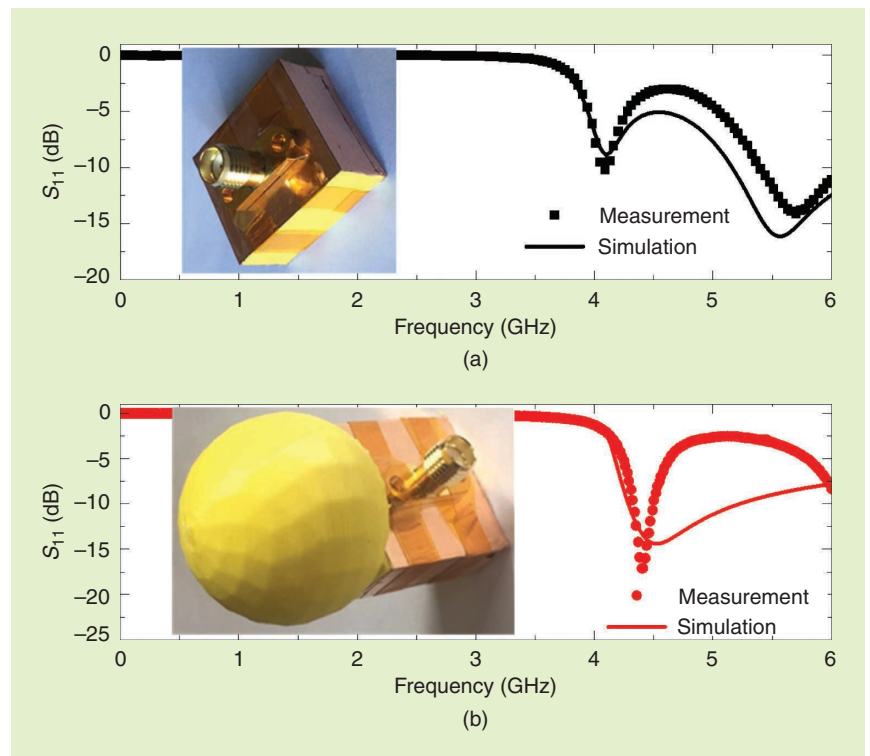 0
–5
–10
–15
–20
S11 (dB)
Measurement
Simulation
0 1 2 3 4 5 6
Frequency (GHz)
(a)
0
–5
–10
–15
–20
–25
S11 (dB)
Measurement
Simulation
0 1 2 3 4 5 6
Frequency (GHz)
(b)